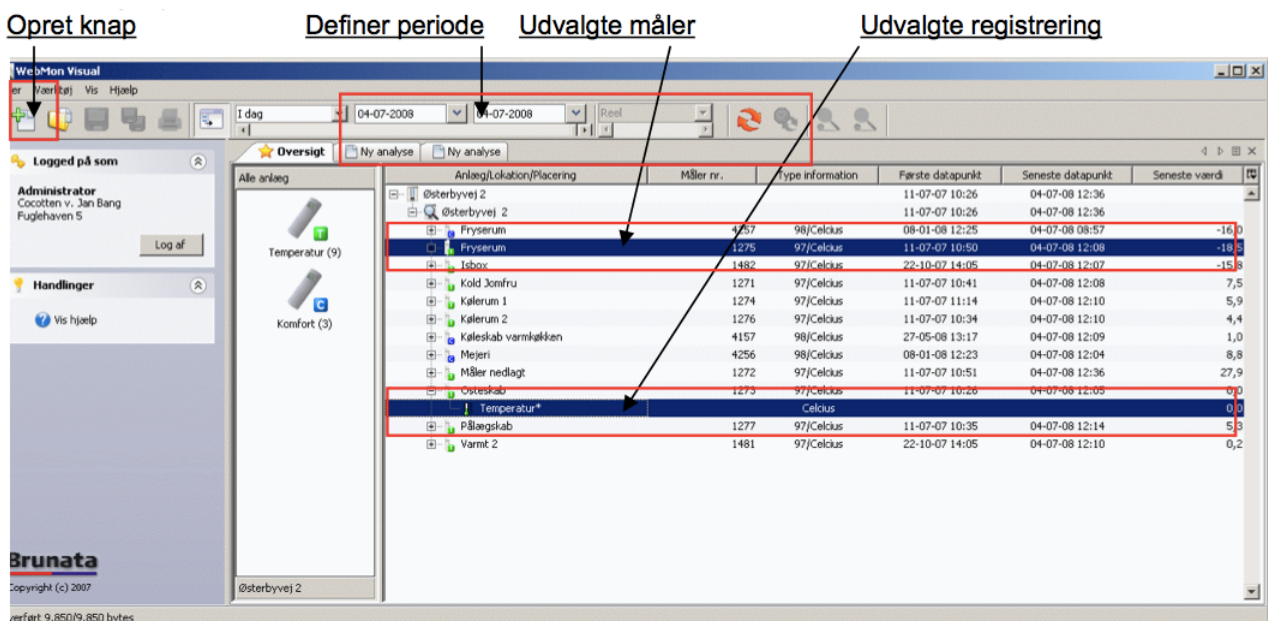 Opret knap Definer periode Udvalgte måler Udvalgte registrering
WebMon Visual
er Værktøj Vis Hjælp
I dag 04-07-2008 04-07-2008 Reel
Logged på som
Administrator
Cocotten v. Jan Bang
Fuglehaven 5
Log af
Handlinger
Vis hjælp
Brunata
Copyright (c) 2007
Oversigt Ny analyse Ny analyse
Alle anlæg
Temperatur (9)
T
Komfort (3)
C
Østerbyvej 2
Anlæg/Lokation/Placering Måler nr. Type information Første datapunkt Seneste datapunkt Seneste værdi
Østerbyvej 2 11-07-07 10:26 04-07-08 12:36
Østerbyvej 2 11-07-07 10:26 04-07-08 12:36
Fryserum 4257 98/Celcius 08-01-08 12:25 04-07-08 08:57 -16,0
Fryserum 1275 97/Celcius 11-07-07 10:50 04-07-08 12:08 -18,5
Isbox 1482 97/Celcius 22-10-07 14:05 04-07-08 12:07 -15,8
Kold Jomfru 1271 97/Celcius 11-07-07 10:41 04-07-08 12:08 7,5
Kølerum 1 1274 97/Celcius 11-07-07 11:14 04-07-08 12:10 5,9
Kølerum 2 1276 97/Celcius 11-07-07 10:34 04-07-08 12:10 4,4
Køleskab varmkøkken 4157 98/Celcius 27-05-08 13:17 04-07-08 12:09 1,0
Mejeri 4256 98/Celcius 08-01-08 12:23 04-07-08 12:04 8,8
Måler nedlagt 1272 97/Celcius 11-07-07 10:51 04-07-08 12:36 27,9
Osteskab 1273 97/Celcius 11-07-07 10:26 04-07-08 12:05 0,0
Temperatur* Celcius 0,0
Pålægskab 1277 97/Celcius 11-07-07 10:35 04-07-08 12:14 5,3
Varmt 2 1481 97/Celcius 22-10-07 14:05 04-07-08 12:10 0,2
verført 9.850/9.850 bytes